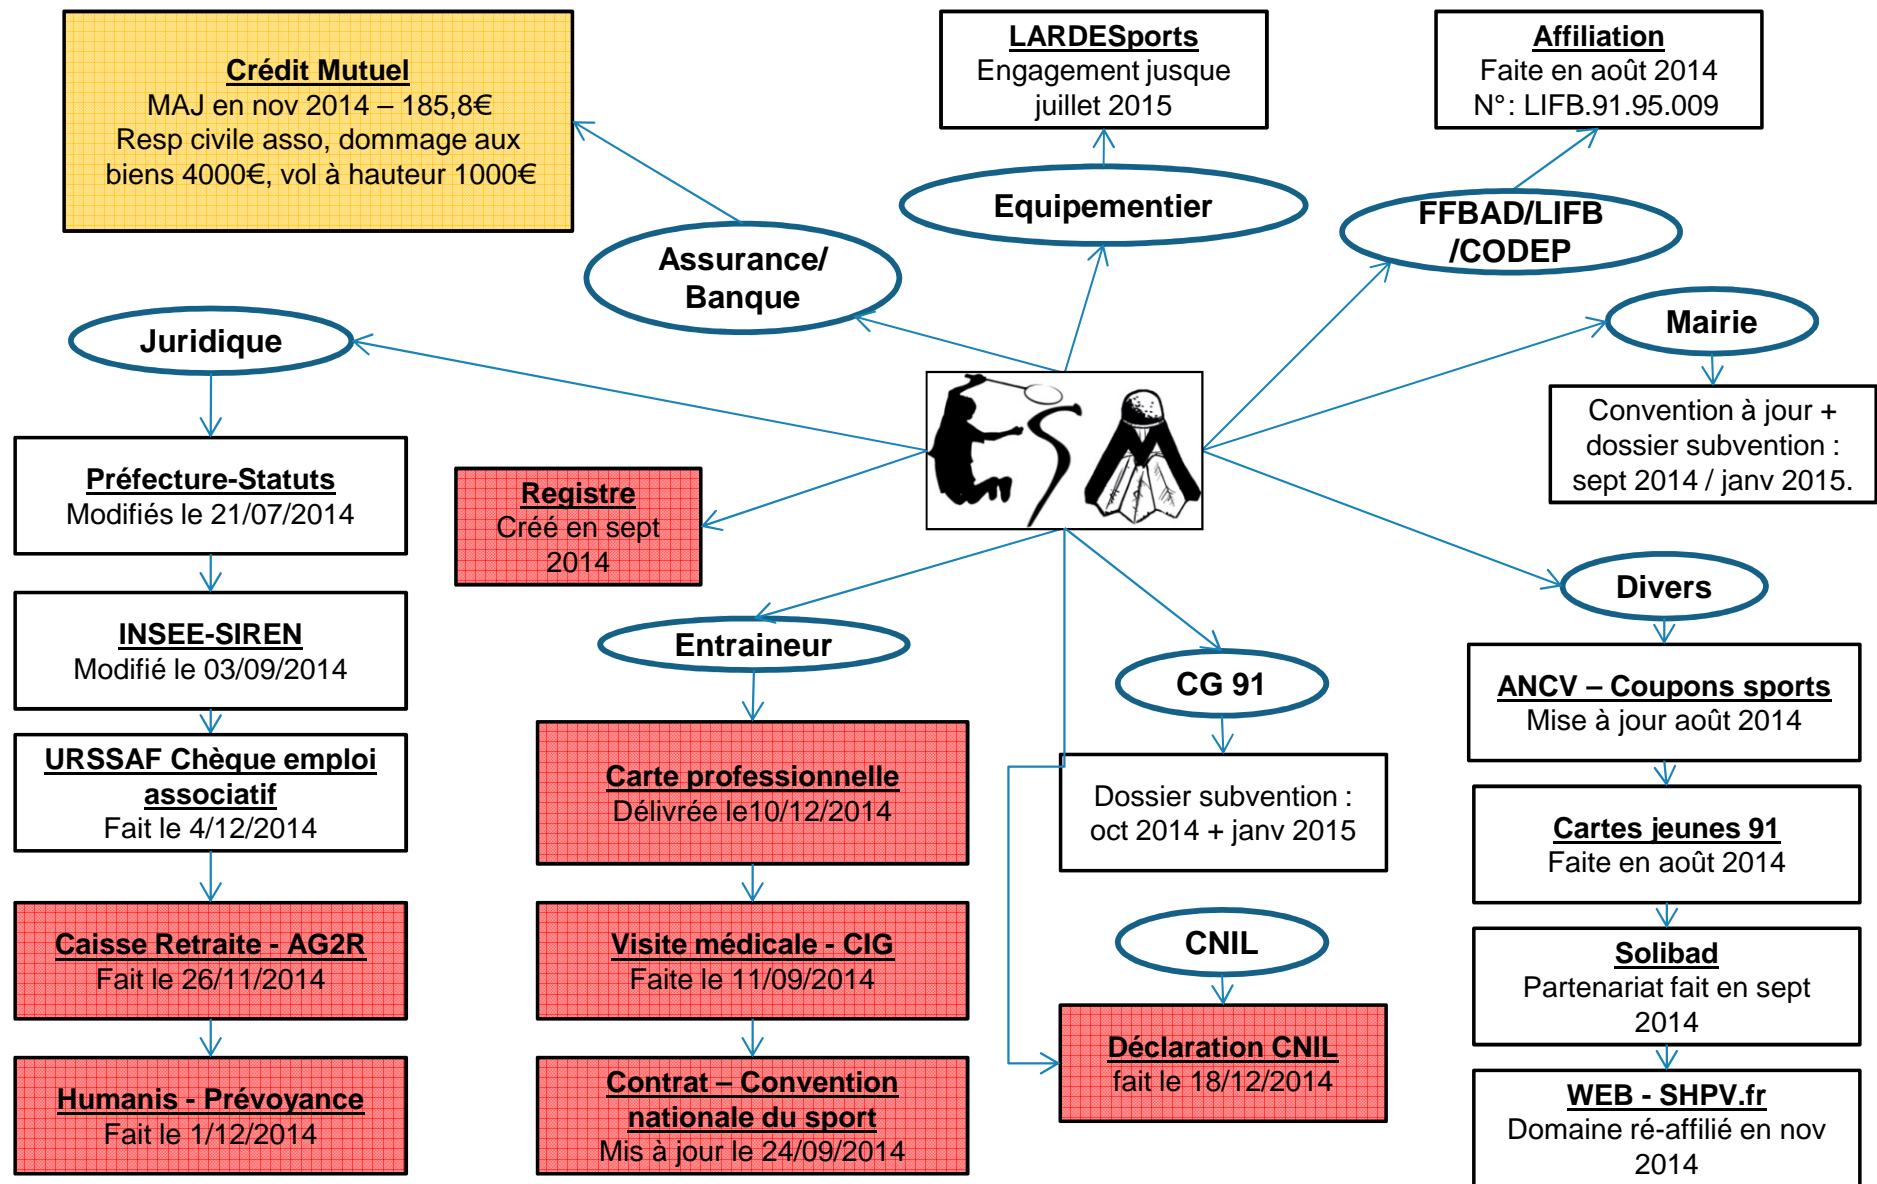 Crédit Mutuel
MAJ en nov 2014 – 185,8€
Resp civile asso, dommage aux
biens 4000€, vol à hauteur 1000€
LARDESports
Engagement jusque
juillet 2015
Affiliation
Faite en août 2014
N°: LIFB.91.95.009
Assurance/
Banque
Equipementier
FFBAD/LIFB
/CODEP
Juridique
Mairie
Convention à jour +
dossier subvention :
sept 2014 / janv 2015.
Préfecture-Statuts
Modifiés le 21/07/2014
Registre
Créé en sept
2014
INSEE-SIREN
Modifié le 03/09/2014
URSSAF Chèque emploi
associatif
Fait le 4/12/2014
Caisse Retraite - AG2R
Fait le 26/11/2014
Humanis - Prévoyance
Fait le 1/12/2014
Entraineur
Carte professionnelle
Délivrée le10/12/2014
Visite médicale - CIG
Faite le 11/09/2014
Contrat – Convention
nationale du sport
Mis à jour le 24/09/2014
CG 91
Dossier subvention :
oct 2014 + janv 2015
CNIL
Déclaration CNIL
fait le 18/12/2014
Divers
ANCV – Coupons sports
Mise à jour août 2014
Cartes jeunes 91
Faite en août 2014
Solibad
Partenariat fait en sept
2014
WEB - SHPV.fr
Domaine ré-affilié en nov
2014